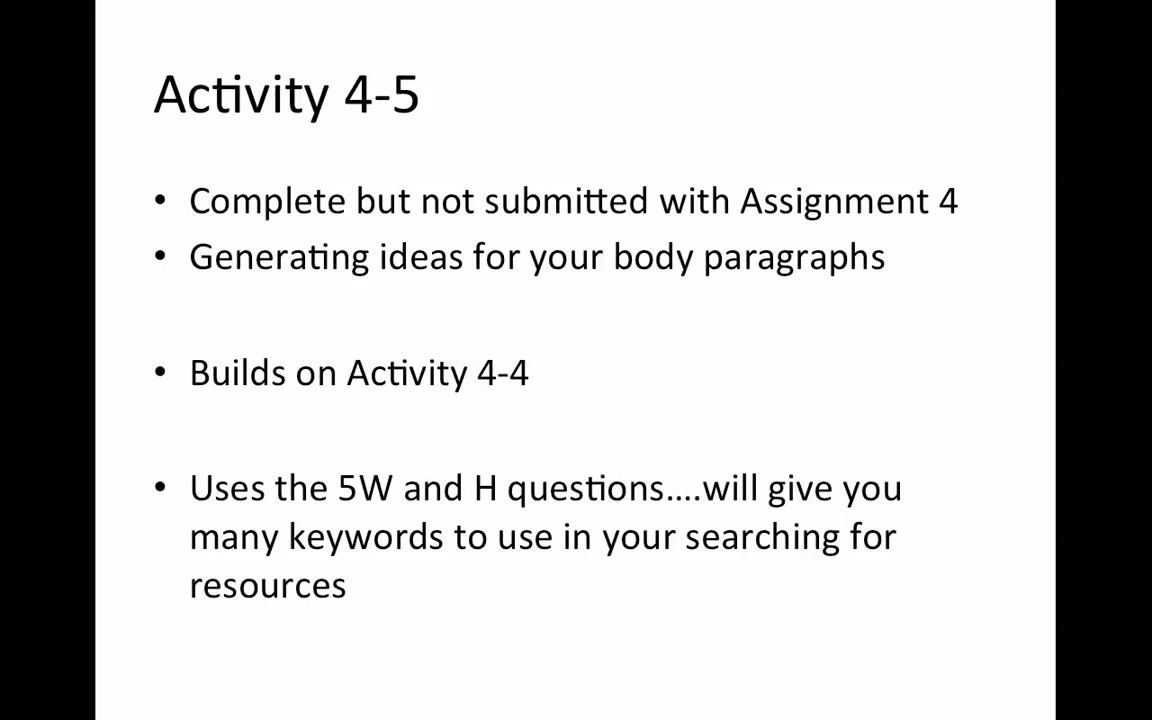 Activity 4-5
• Complete but not submitted with Assignment 4
• Generating ideas for your body paragraphs
• Builds on Activity 4-4
• Uses the 5W and H questions....will give you
many keywords to use in your searching for
resources